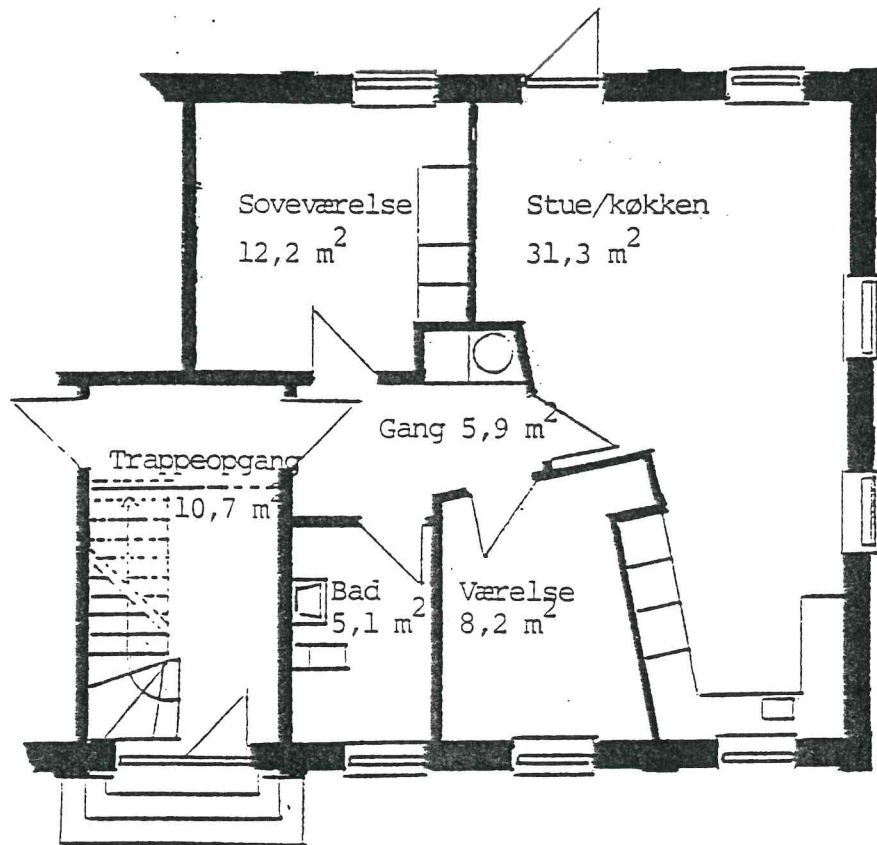 Soveværelse
12,2 m²
Stue/køkken
31,3 m²
Gang 5,9 m²
Trappeopgang
10,7 m²
Bad
5,1 m²
Værelse
8,2 m²